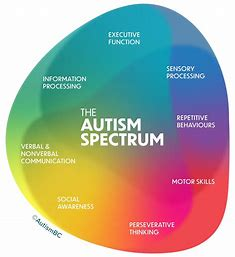 EXECUTIVE
FUNCTION
SENSORY
PROCESSING
INFORMATION
PROCESSING
THE
AUTISM
SPECTRUM
REPETITIVE
BEHAVIOURS
VERBAL &
NONVERBAL
COMMUNICATION
MOTOR SKILLS
SOCIAL
AWARENESS
PERSEVERATIVE
THINKING
©AutismBC